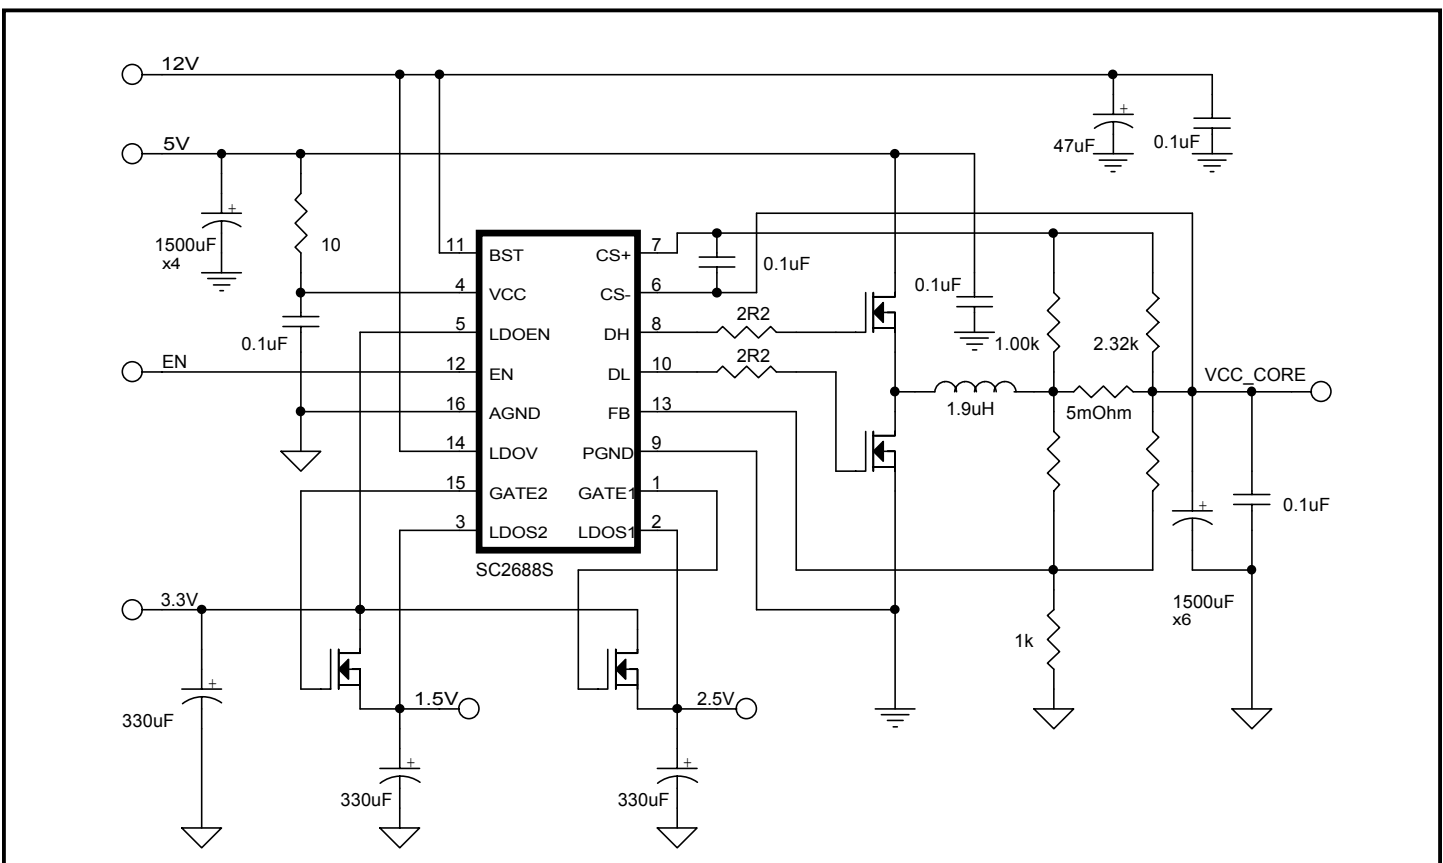 12V
5V
47uF
+
0.1uF
1500uF
x4
+
10
11
BST
CS+
7
0.1uF
4
VCC
CS-
6
0.1uF
5
LDOEN
DH
8
2R2
0.1uF
1.00k
2.32k
EN
12
EN
DL
10
2R2
VCC_CORE
16
AGND
FB
13
1.9uH
5mOhm
14
LDOV
PGND
9
15
GATE2
GATE1
1
+
0.1uF
3
LDOS2
LDOS1
2
SC2688S
3.3V
1500uF
x6
1k
+
330uF
1.5V
2.5V
+
330uF
+
330uF